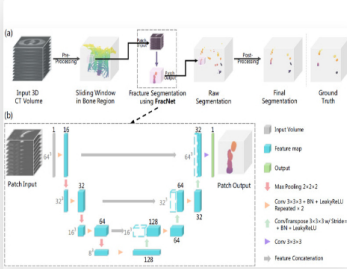 (a)
Pre-
Processing
Patch Input
Patch Output
Post-
Processing
Input 3D
CT Volume
Sliding Window
in Bone Region
Fracture Segmentation
using FracNet
Raw
Segmentation
Final
Segmentation
Ground
Truth
(b)
1 16
32 1
64³
64³
Patch Input
Patch Output
32
32³
64
32³
32
64
16³
128
16³
64
8³
128
Input Volume
Feature map
Output
Max Pooling 2×2×2
Conv 3×3×3 + BN + LeakyReLU
Repeated × 2
ConvTranspose 3×3×3 w/ Stride
+ BN + LeakyReLU
Conv 3×3×3
Feature Concatenation